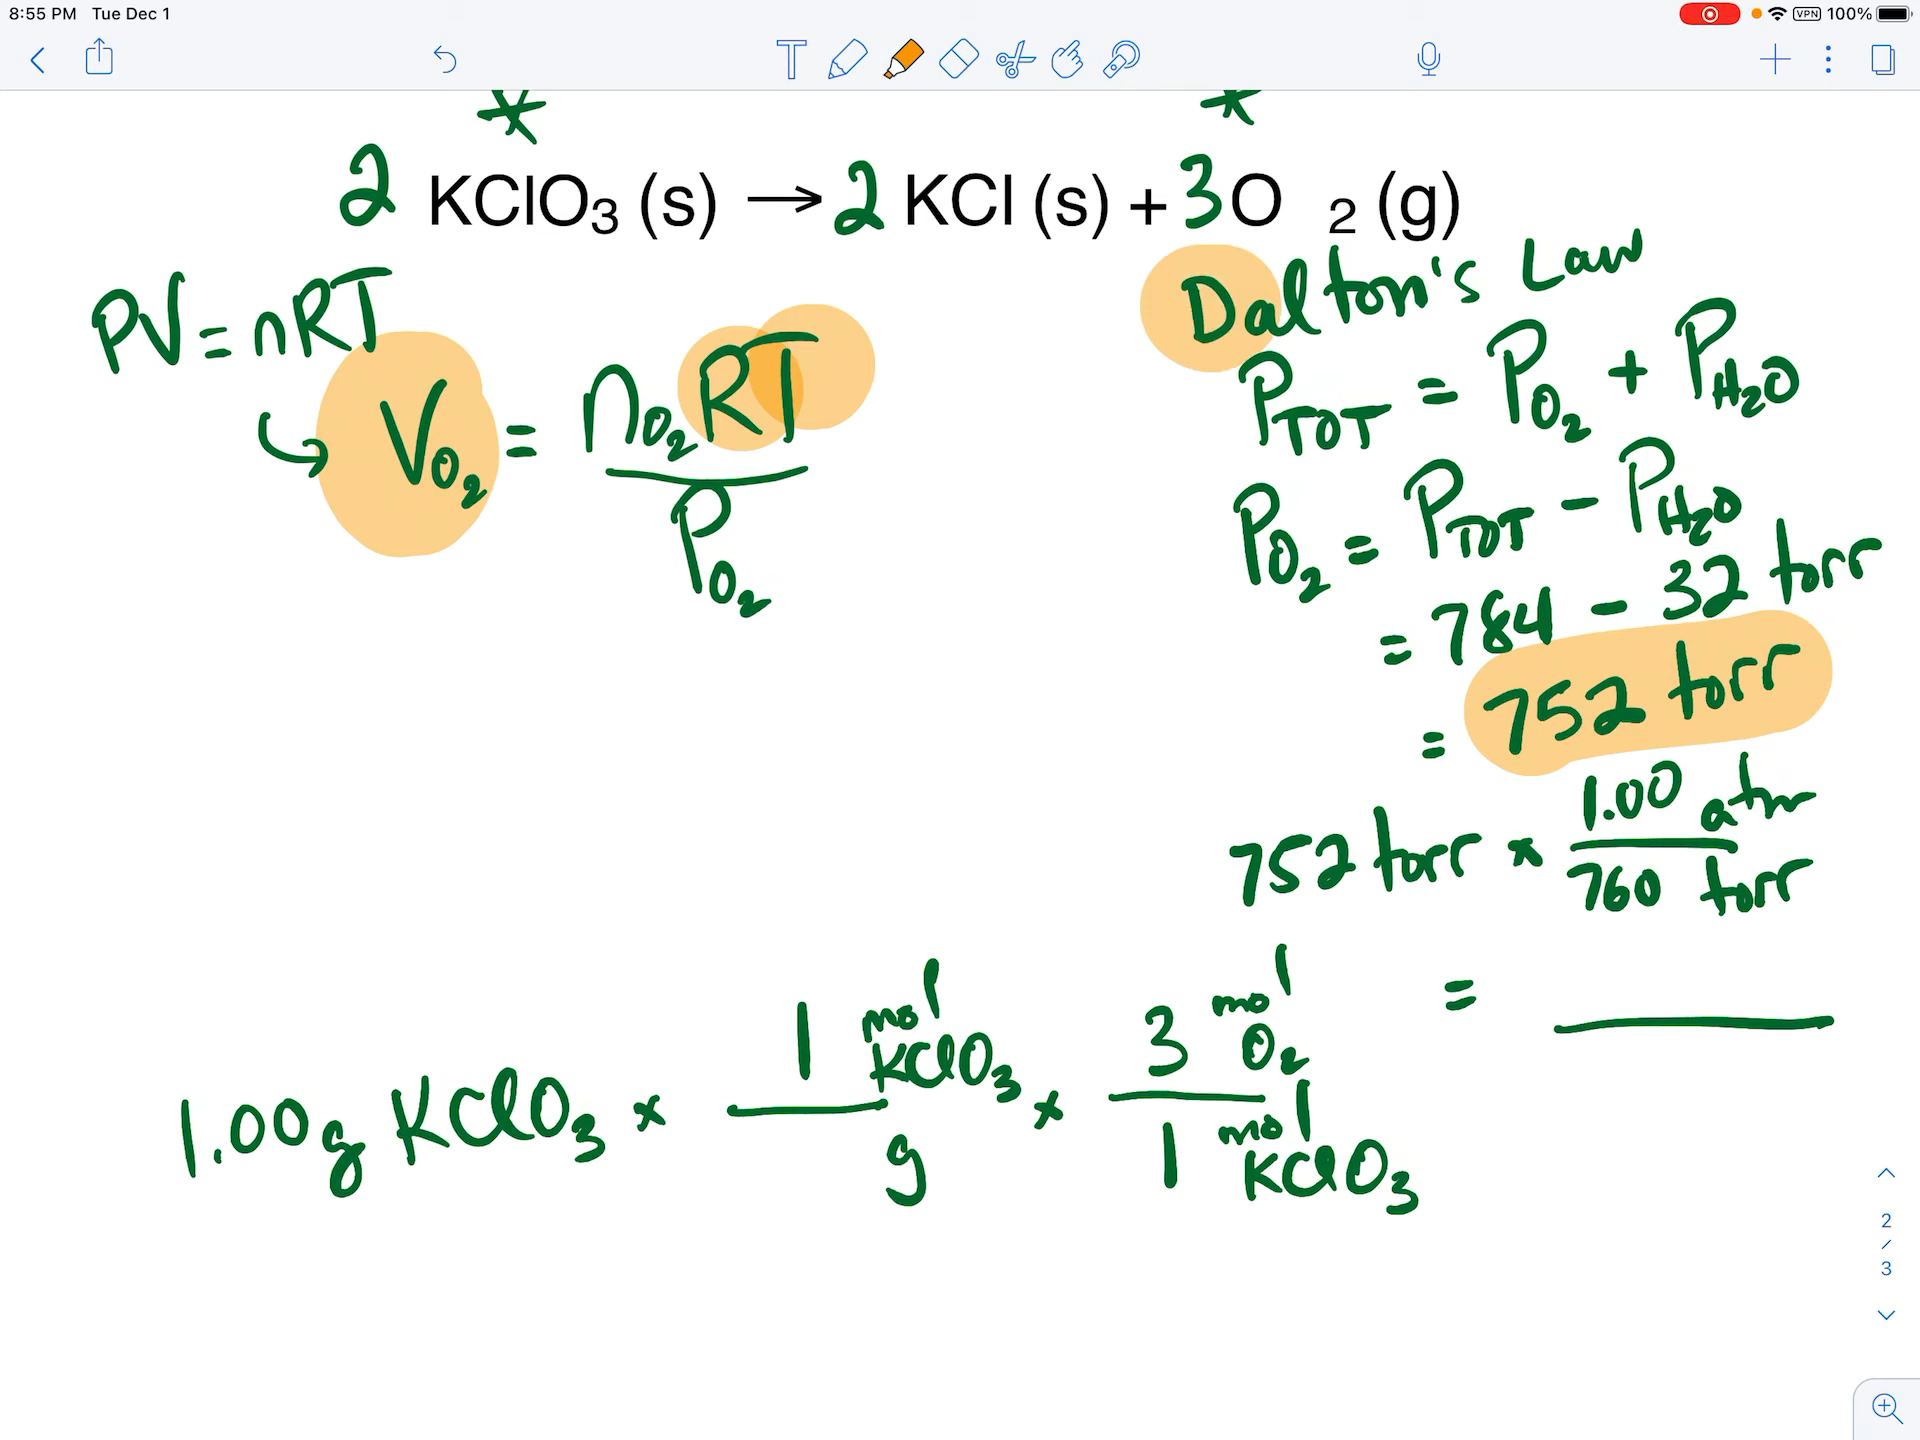 8:55 PM Tue Dec 1 VPN 100%
2 KClO₃ (s) → 2 KCl (s) + 3 O ₂ (g)
PV = nRT
V O₂ = n O₂ RT / P O₂
Dalton's Law
P TOT = P O₂ + P H₂O
P O₂ = P TOT - P H₂O
= 784 - 32 torr
= 752 torr
752 torr × 1.00 atm / 760 torr
1.00 g KClO₃ × 1 mol KClO₃ / g × 3 mol O₂ / 1 mol KClO₃ =
2
/
3